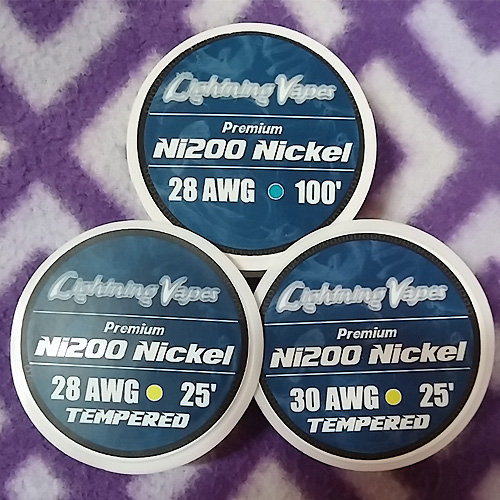 Lightning Vapes
Premium
Ni200 Nickel
28 AWG 100'
Lightning Vapes
Premium
Ni200 Nickel
28 AWG 25'
TEMPERED
Lightning Vapes
Premium
Ni200 Nickel
30 AWG 25'
TEMPERED